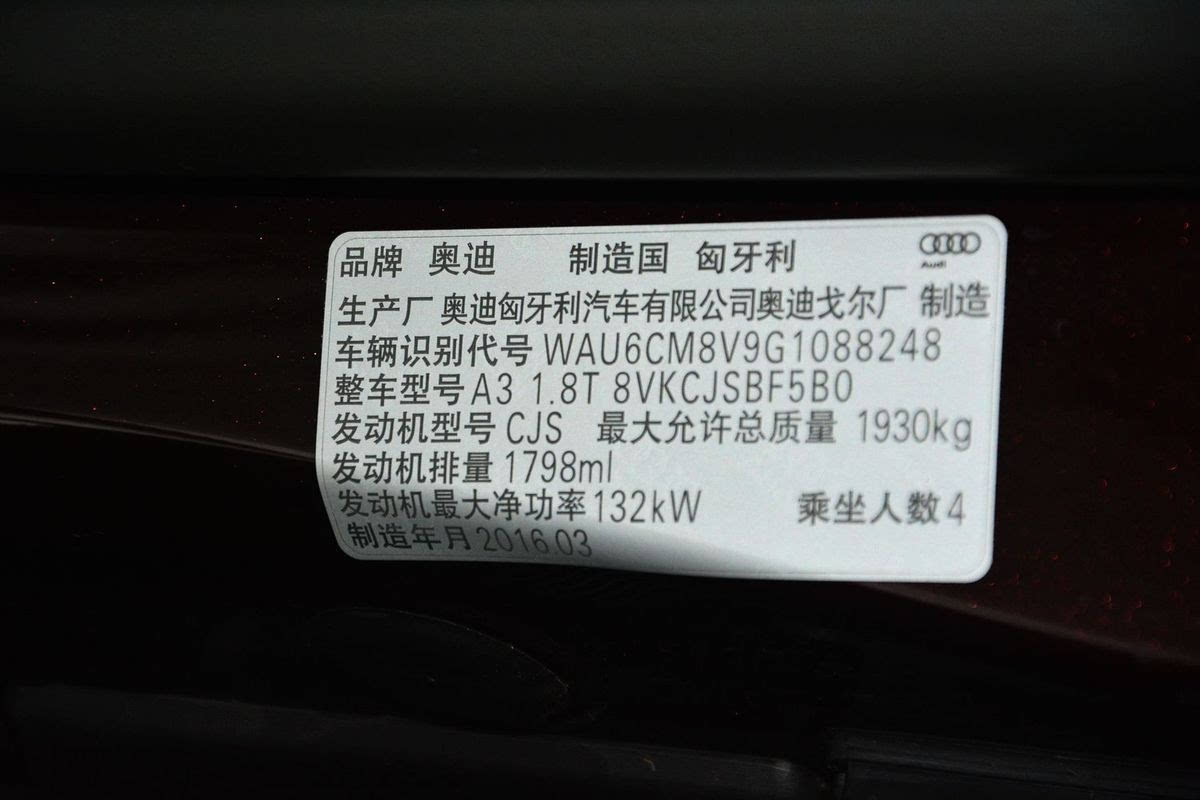 品牌 奥迪 制造国 匈牙利
Audi
生产厂 奥迪匈牙利汽车有限公司奥迪戈尔厂 制造
车辆识别代号 WAU6CM8V9G1088248
整车型号 A3 1.8T 8VKCJSBF5B0
发动机型号 CJS 最大允许总质量 1930kg
发动机排量 1798ml
发动机最大净功率 132kW 乘坐人数 4
制造年月 2016 03